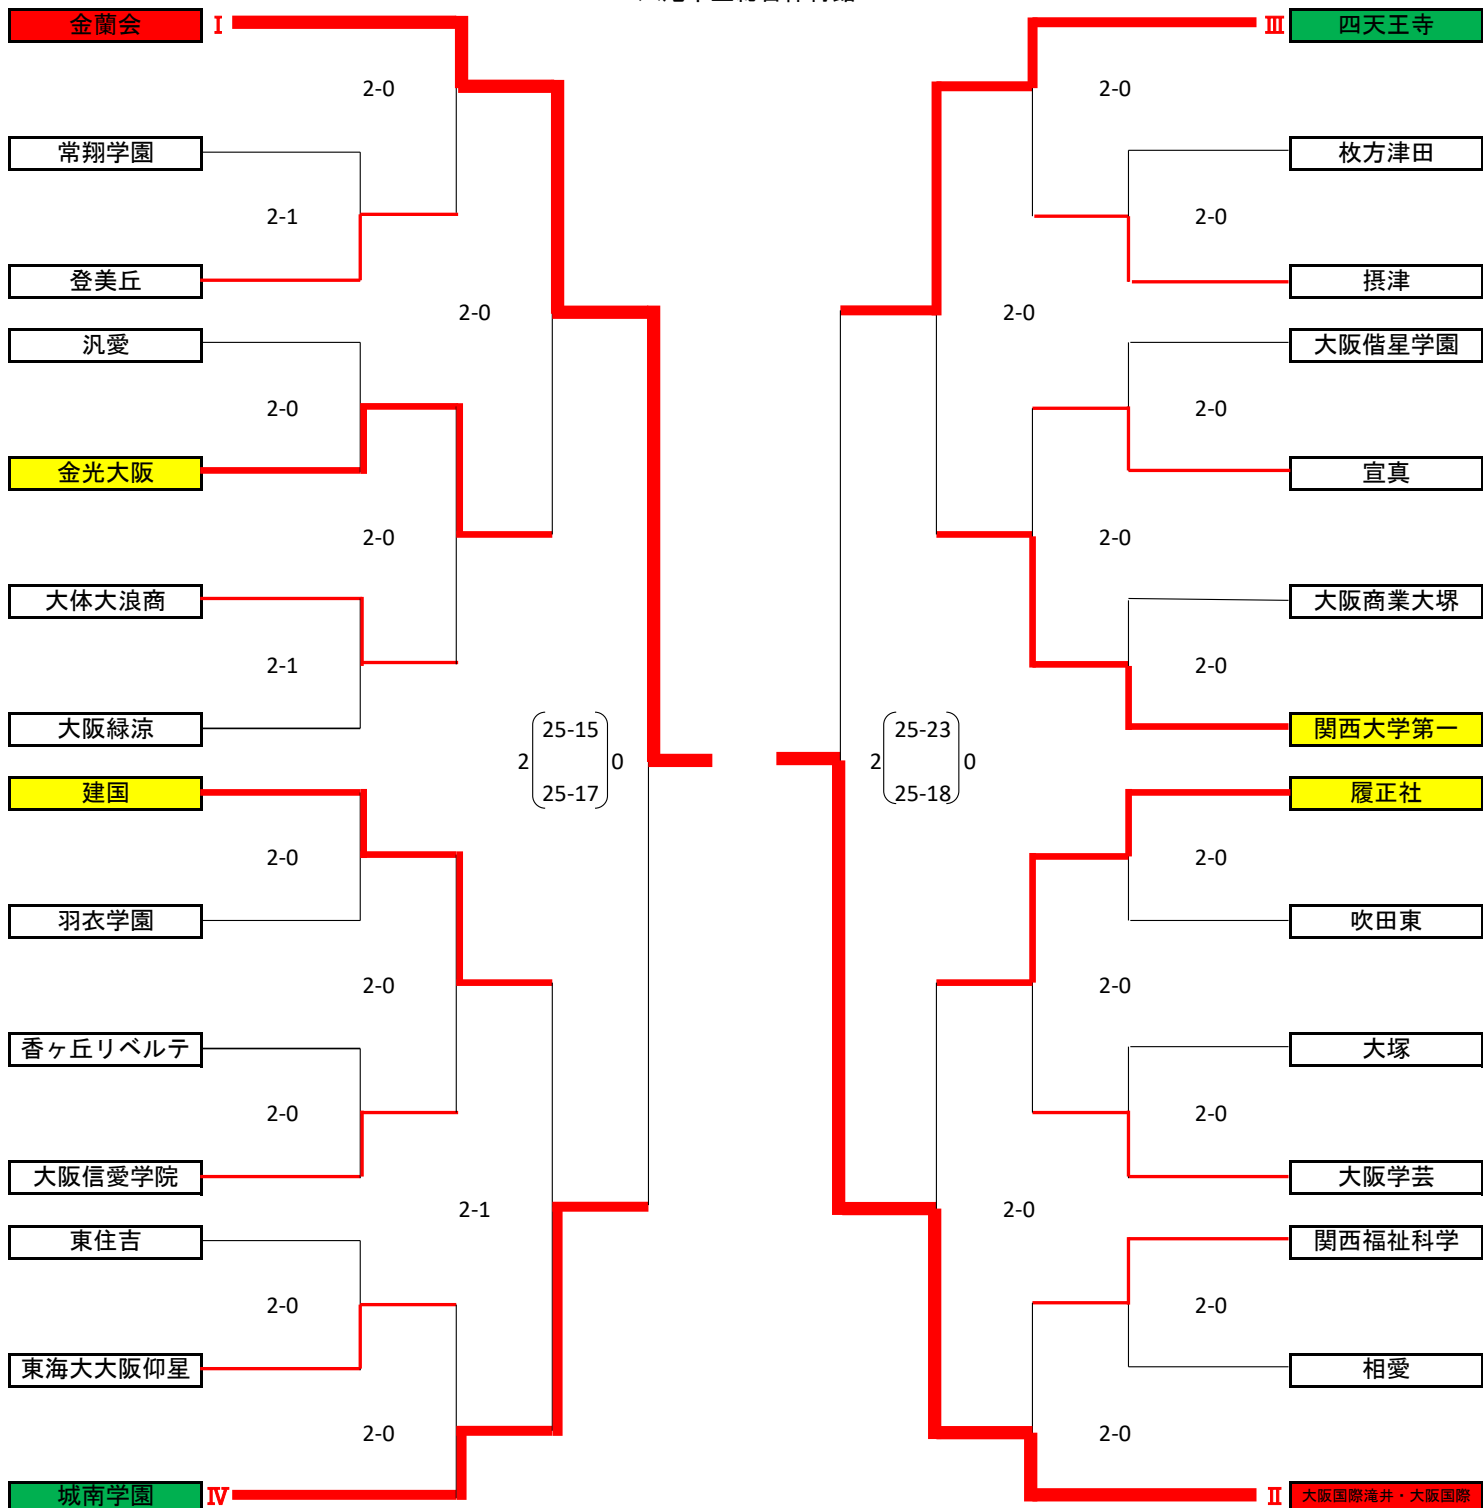 金蘭会 Ⅰ
2-0
常翔学園
2-1
登美丘
2-0
汎愛
2-0
金光大阪
2-0
大体大浪商
2-1
大阪緑涼
25-15
2 0
25-17
建国
2-0
羽衣学園
2-0
香ヶ丘リベルテ
2-0
大阪信愛学院
2-1
東住吉
2-0
東海大大阪仰星
2-0
城南学園 Ⅳ
Ⅲ 四天王寺
2-0
枚方津田
2-0
摂津
2-0
大阪偕星学園
2-0
宣真
2-0
大阪商業大堺
2-0
関西大学第一
25-23
2 0
25-18
履正社
2-0
吹田東
2-0
大塚
2-0
大阪学芸
2-0
関西福祉科学
2-0
相愛
2-0
Ⅱ 大阪国際滝井・大阪国際